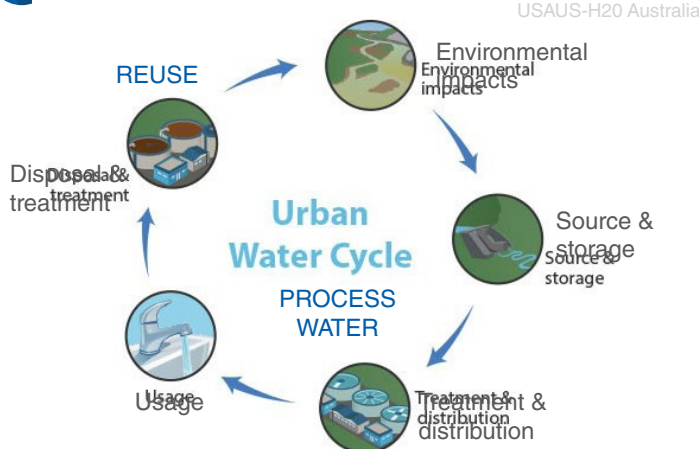 USAUS-H20 Australia
Environmental
impacts
Environmental
impacts
REUSE
Disposal &
treatment
Disposal &
treatment
Urban
Water Cycle
Source &
storage
Source &
storage
PROCESS
WATER
Usage
Usage
Treatment &
distribution
Treatment &
distribution